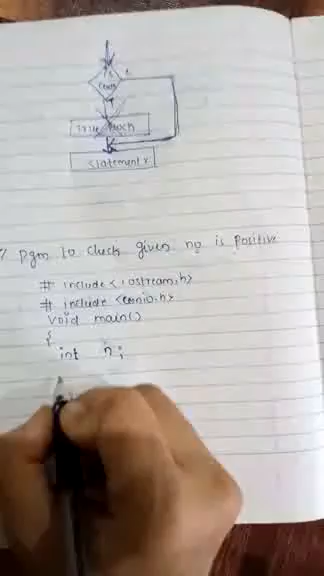 cond
True block
statement x
// pgm to check given no is positive
# include <iostream.h>
# include <conio.h>
void main()
{
int n;